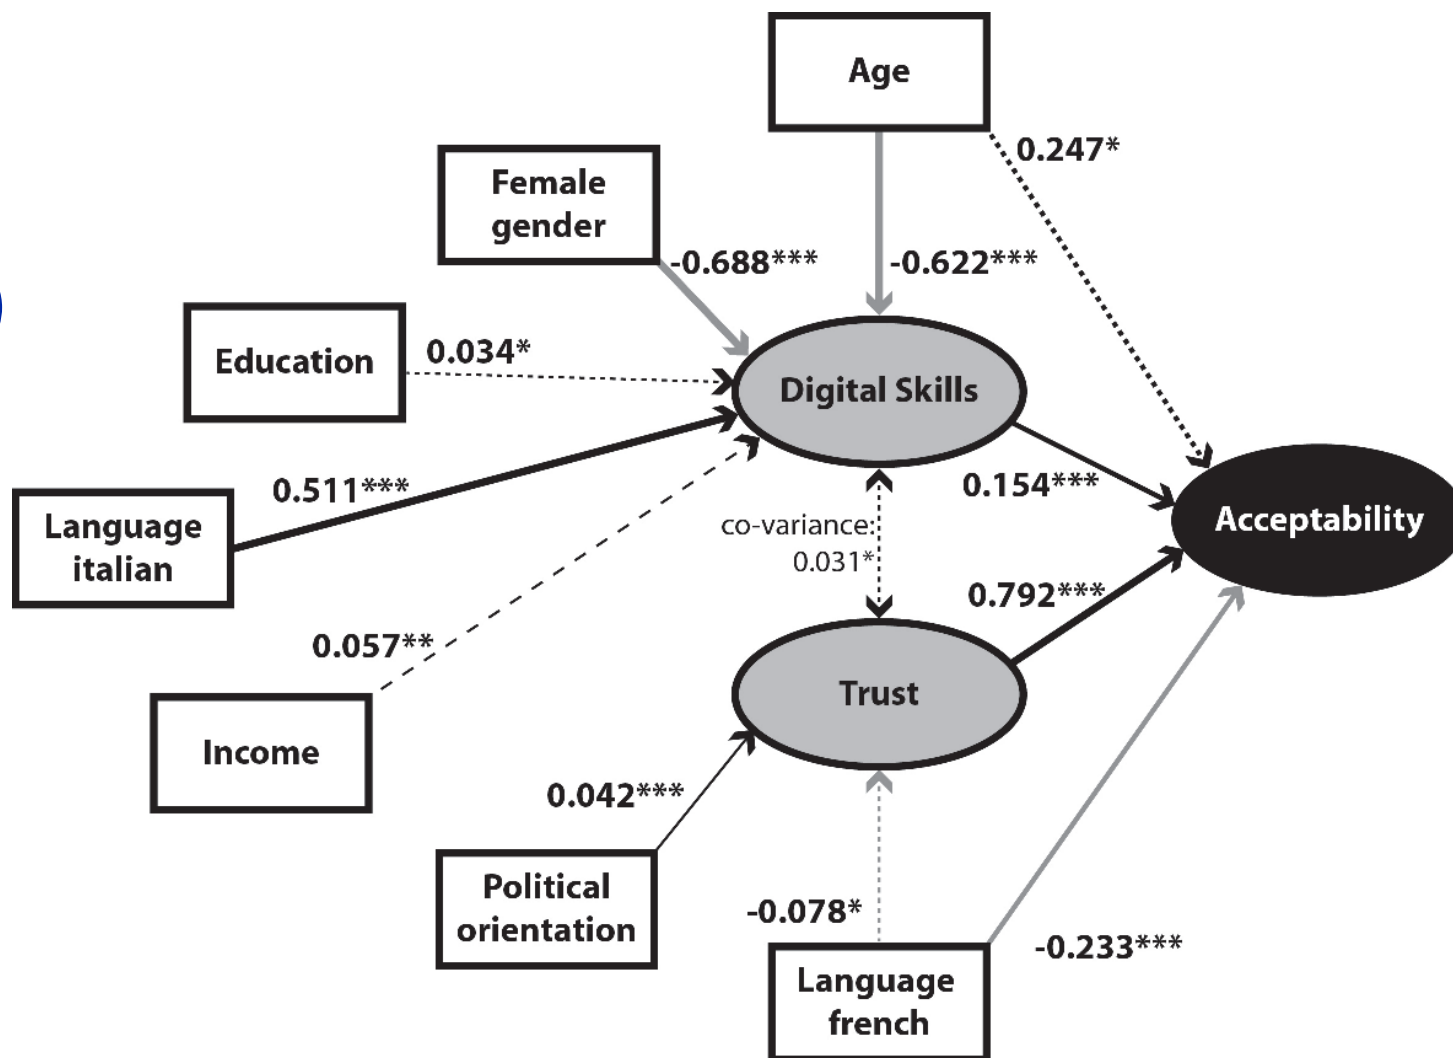 Age
0.247*
Female
gender
-0.688***
-0.622***
Education
0.034*
Digital Skills
0.511***
0.154***
Language
italian
co-variance:
0.031*
Acceptability
0.792***
0.057**
Trust
Income
0.042***
Political
orientation
-0.078*
-0.233***
Language
french